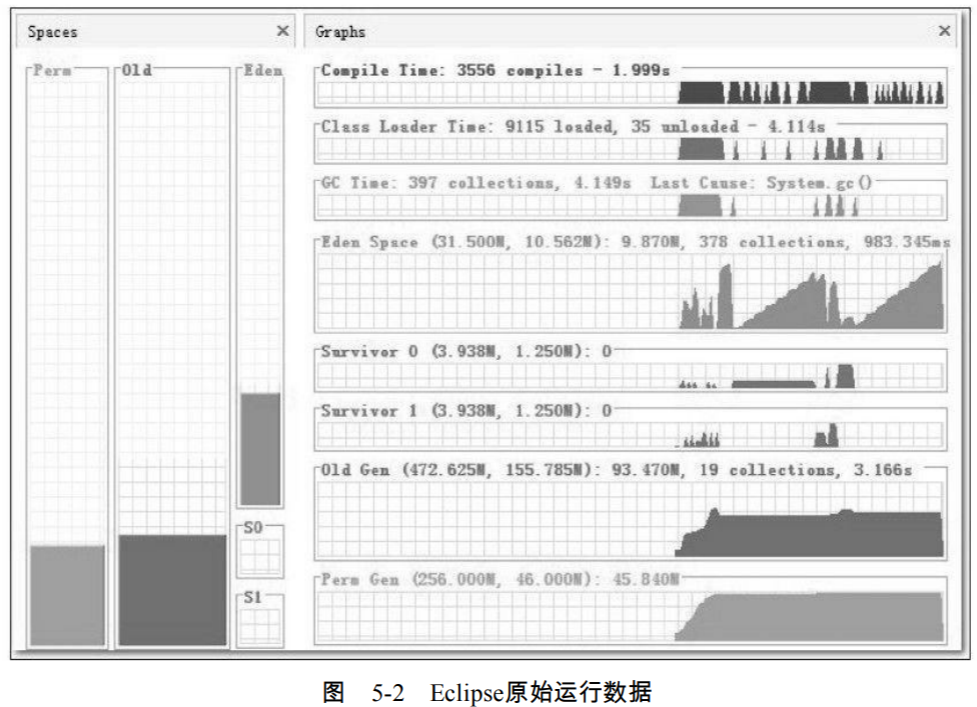 Spaces
Graphs
Perm
Old
Eden
S0
S1
Compile Time: 3556 compiles - 1.999s
Class Loader Time: 9115 loaded, 35 unloaded - 4.114s
GC Time: 397 collections, 4.149s Last Cause: System.gc()
Eden Space (31.500M, 10.562M): 9.870M, 378 collections, 983.345ms
Survivor 0 (3.938M, 1.250M): 0
Survivor 1 (3.938M, 1.250M): 0
Old Gen (472.625M, 155.785M): 93.470M, 19 collections, 3.166s
Perm Gen (256.000M, 46.000M): 45.840M
图 5-2 Eclipse原始运行数据